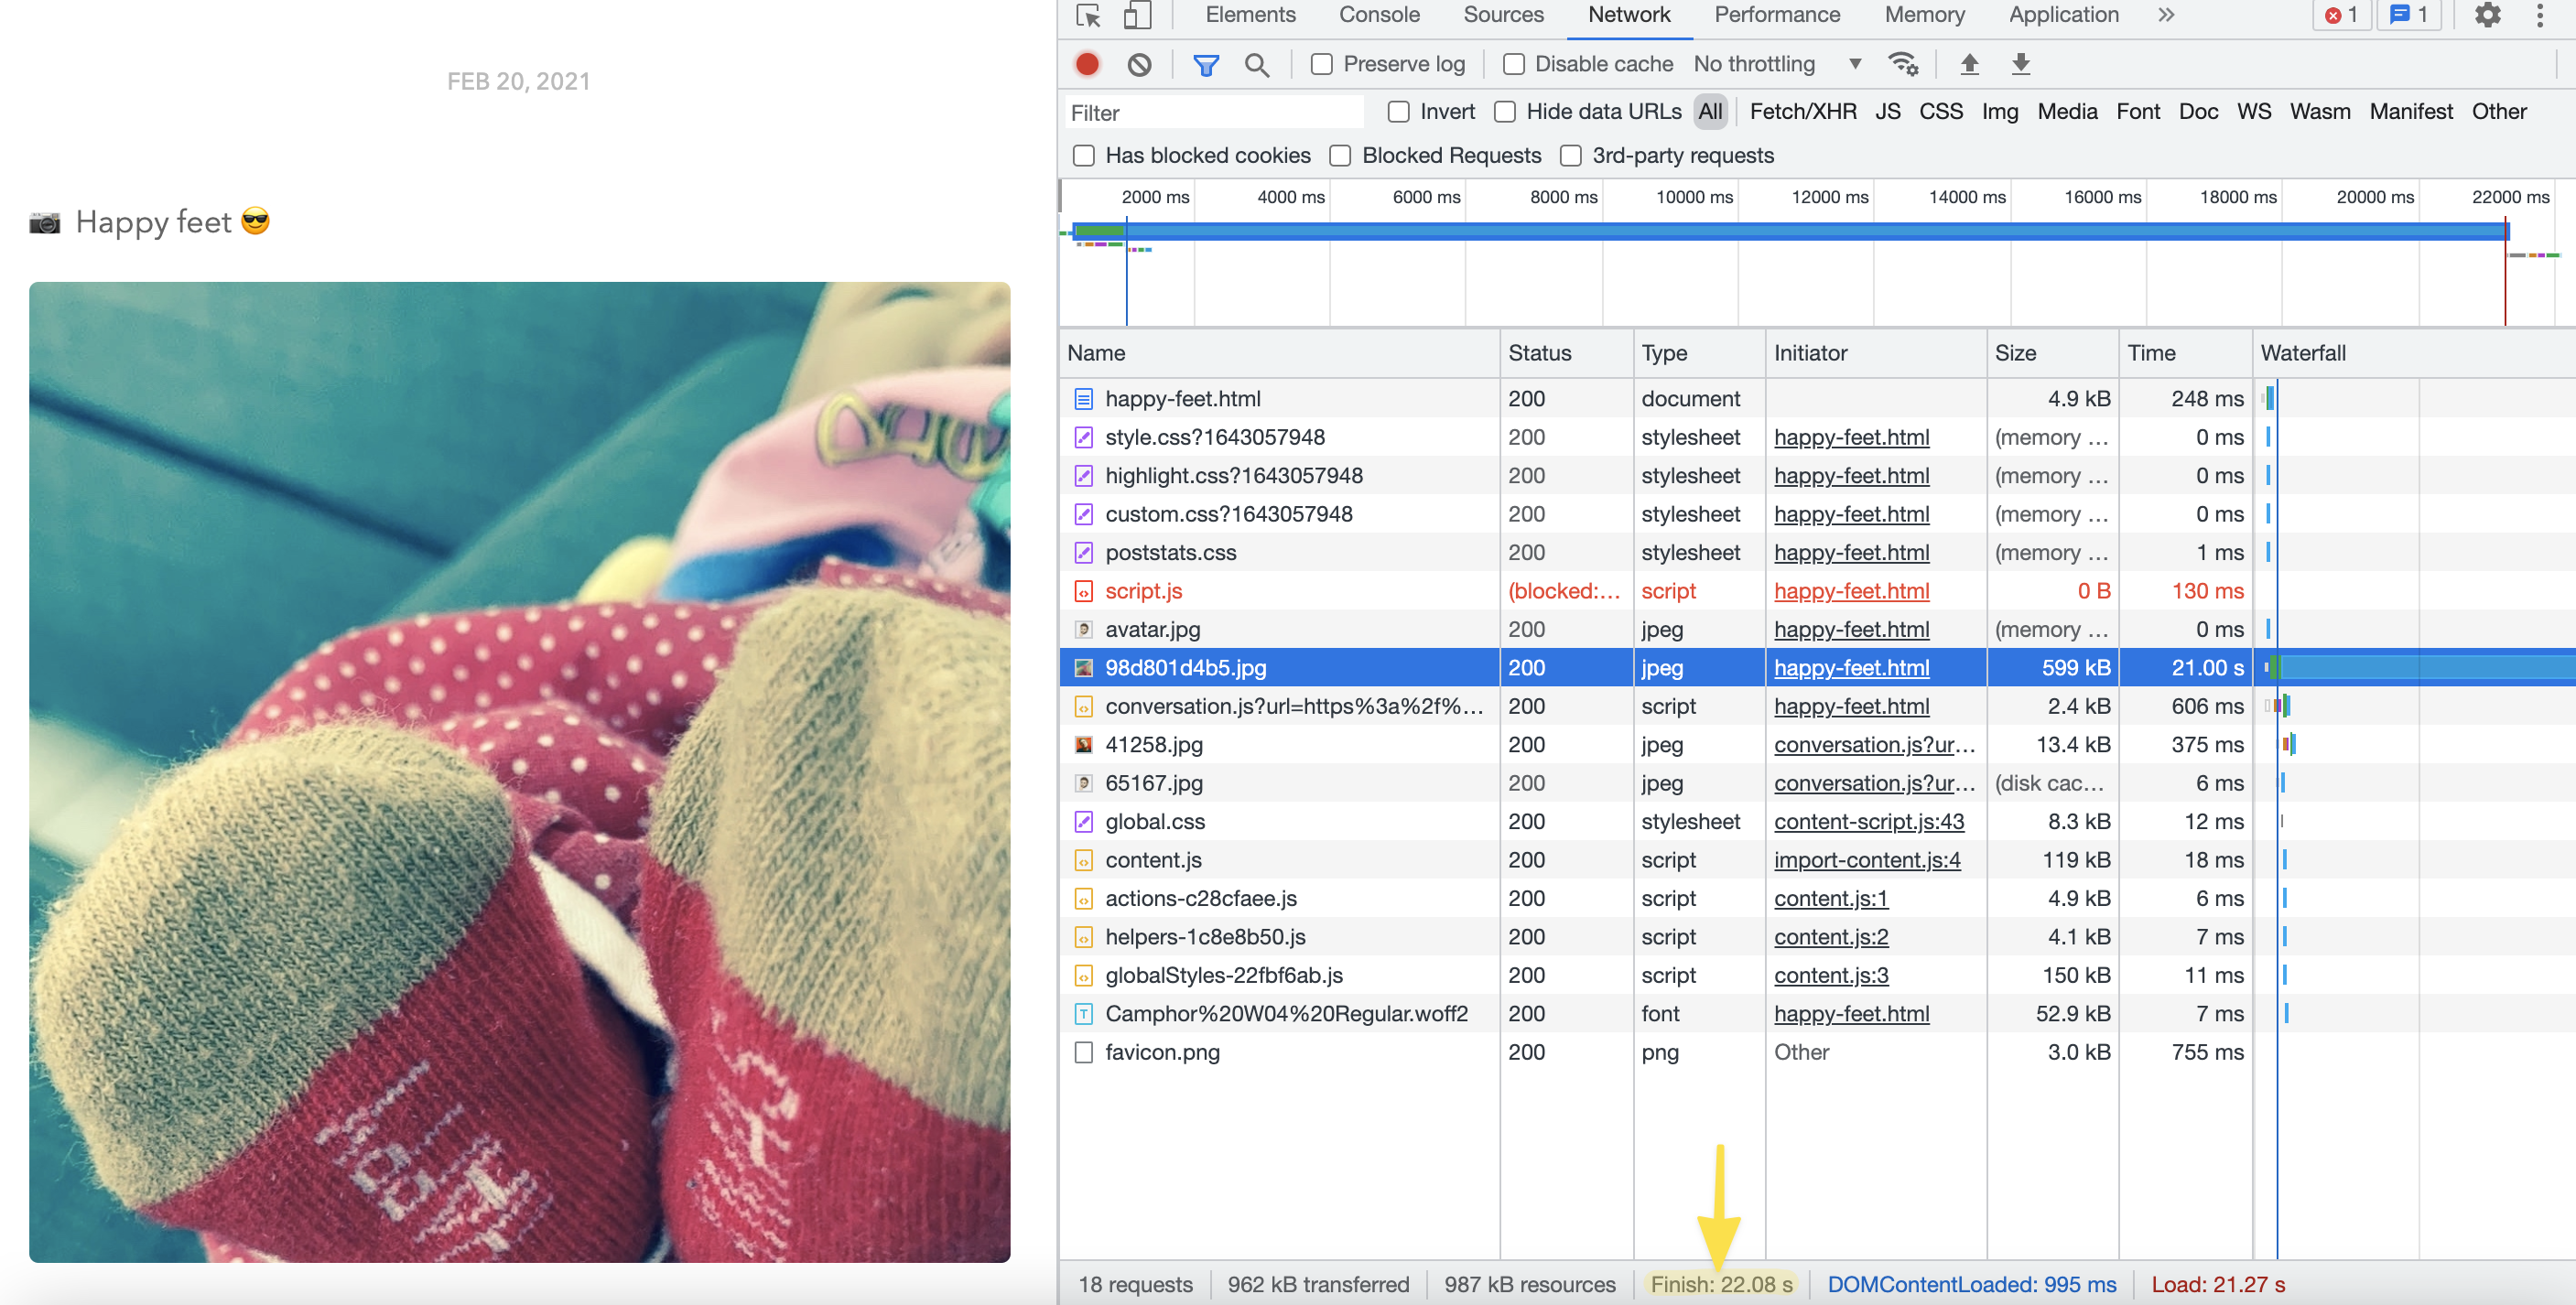 FEB 20, 2021
📷 Happy feet 😎
Elements Console Sources Network Performance Memory Application » 1 1
Preserve log Disable cache No throttling
Filter Invert Hide data URLs All Fetch/XHR JS CSS Img Media Font Doc WS Wasm Manifest Other
Has blocked cookies Blocked Requests 3rd-party requests
2000 ms 4000 ms 6000 ms 8000 ms 10000 ms 12000 ms 14000 ms 16000 ms 18000 ms 20000 ms 22000 ms
Name Status Type Initiator Size Time Waterfall
happy-feet.html 200 document 4.9 kB 248 ms
style.css?1643057948 200 stylesheet happy-feet.html (memory … 0 ms
highlight.css?1643057948 200 stylesheet happy-feet.html (memory … 0 ms
custom.css?1643057948 200 stylesheet happy-feet.html (memory … 0 ms
poststats.css 200 stylesheet happy-feet.html (memory … 1 ms
script.js (blocked:… script happy-feet.html 0 B 130 ms
avatar.jpg 200 jpeg happy-feet.html (memory … 0 ms
98d801d4b5.jpg 200 jpeg happy-feet.html 599 kB 21.00 s
conversation.js?url=https%3a%2f%… 200 script happy-feet.html 2.4 kB 606 ms
41258.jpg 200 jpeg conversation.js?ur… 13.4 kB 375 ms
65167.jpg 200 jpeg conversation.js?ur… (disk cac… 6 ms
global.css 200 stylesheet content-script.js:43 8.3 kB 12 ms
content.js 200 script import-content.js:4 119 kB 18 ms
actions-c28cfaee.js 200 script content.js:1 4.9 kB 6 ms
helpers-1c8e8b50.js 200 script content.js:2 4.1 kB 7 ms
globalStyles-22fbf6ab.js 200 script content.js:3 150 kB 11 ms
Camphor%20W04%20Regular.woff2 200 font happy-feet.html 52.9 kB 7 ms
favicon.png 200 png Other 3.0 kB 755 ms
18 requests 962 kB transferred 987 kB resources Finish: 22.08 s DOMContentLoaded: 995 ms Load: 21.27 s